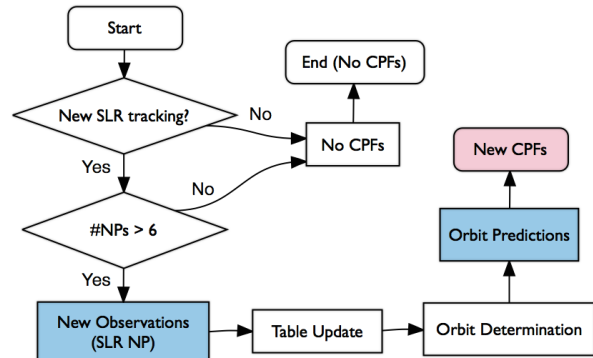 Start
End (No CPFs)
New SLR tracking?
No
No CPFs
New CPFs
Yes
No
#NPs > 6
Orbit Predictions
Yes
New Observations
(SLR NP)
Table Update
Orbit Determination